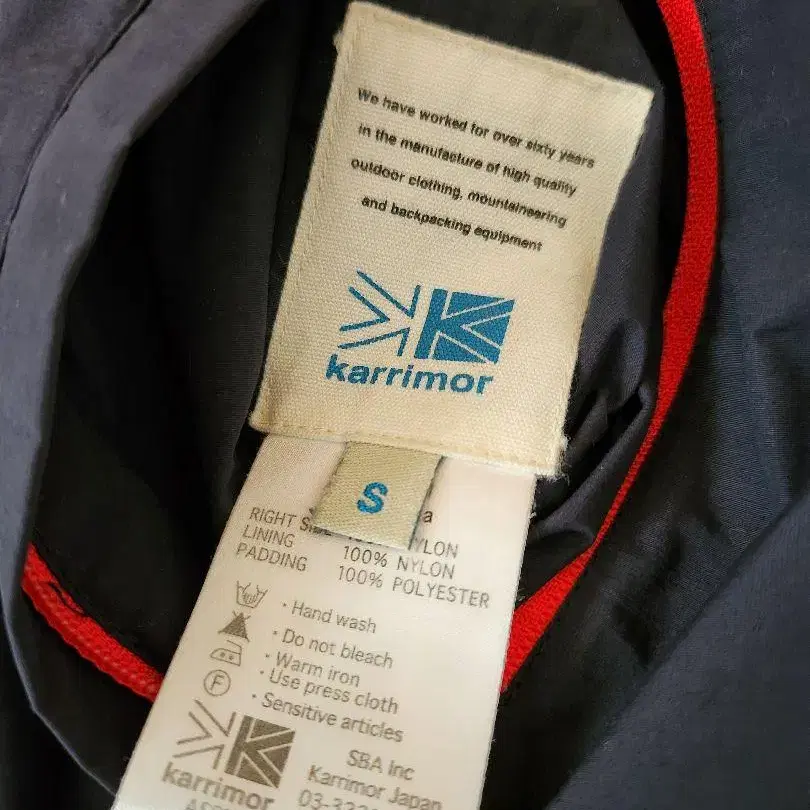 We have worked for over sixty years
in the manufacture of high quality
outdoor clothing, mountaineering
and backpacking equipment
karrimor
S
RIGHT
LINING 100% NYLON
PADDING 100% POLYESTER
· Hand wash
· Do not bleach
· Warm iron
· Use press cloth
F
· Sensitive articles
karrimor
SBA Inc
Karrimor Japan